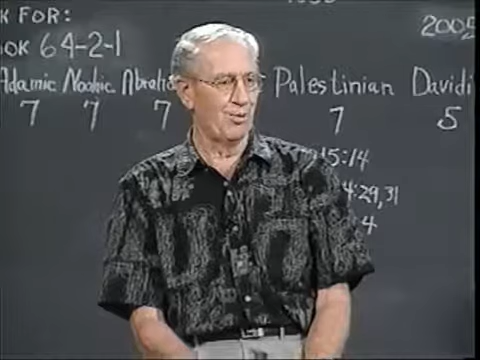 K FOR:
2005
OOK 64-2-1
Adamic Noahic Abraha Palestinian Davidi
7 7 7 7 5
15:14
4:29,31
4